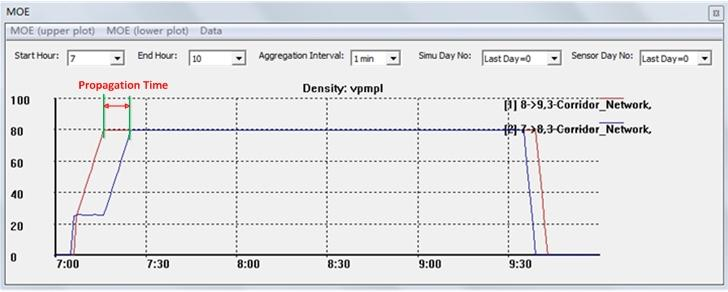 MOE
MOE (upper plot) MOE (lower plot) Data
Start Hour: 7 End Hour: 10 Aggregation Interval: 1 min Simu Day No: Last Day=0 Sensor Day No: Last Day=0
Propagation Time
Density: vpmpl
100
[1] 8->9,3-Corridor_Network,
80
[2] 7->8,3-Corridor_Network,
60
40
20
0
7:00 7:30 8:00 8:30 9:00 9:30